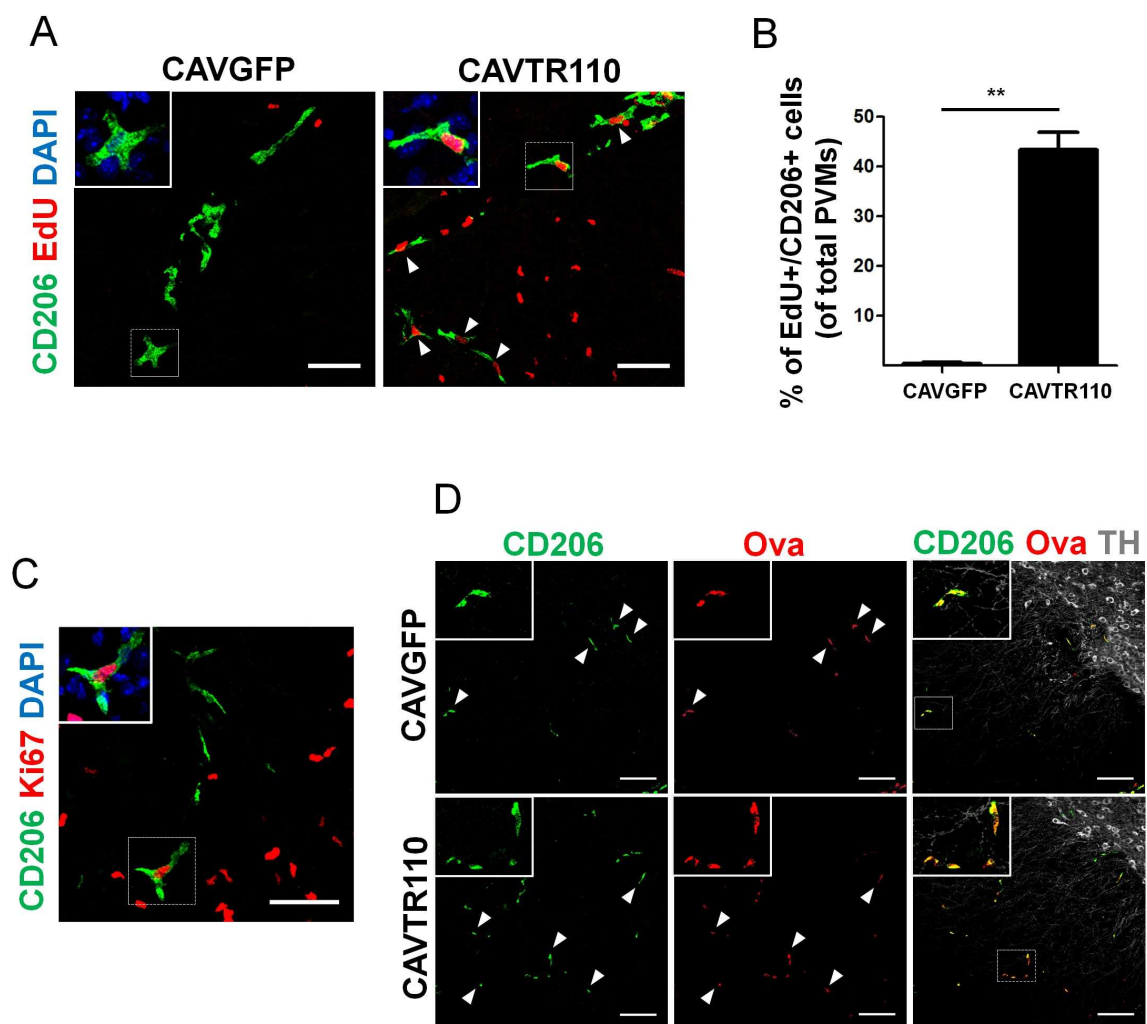 A
CAVGFP
CAVTR110
CD206 EdU DAPI
B
% of EdU+/CD206+ cells
(of total PVMs)
**
50
40
30
20
10
CAVGFP
CAVTR110
C
CD206 Ki67 DAPI
D
CD206
Ova
CD206 Ova TH
CAVGFP
CAVTR110